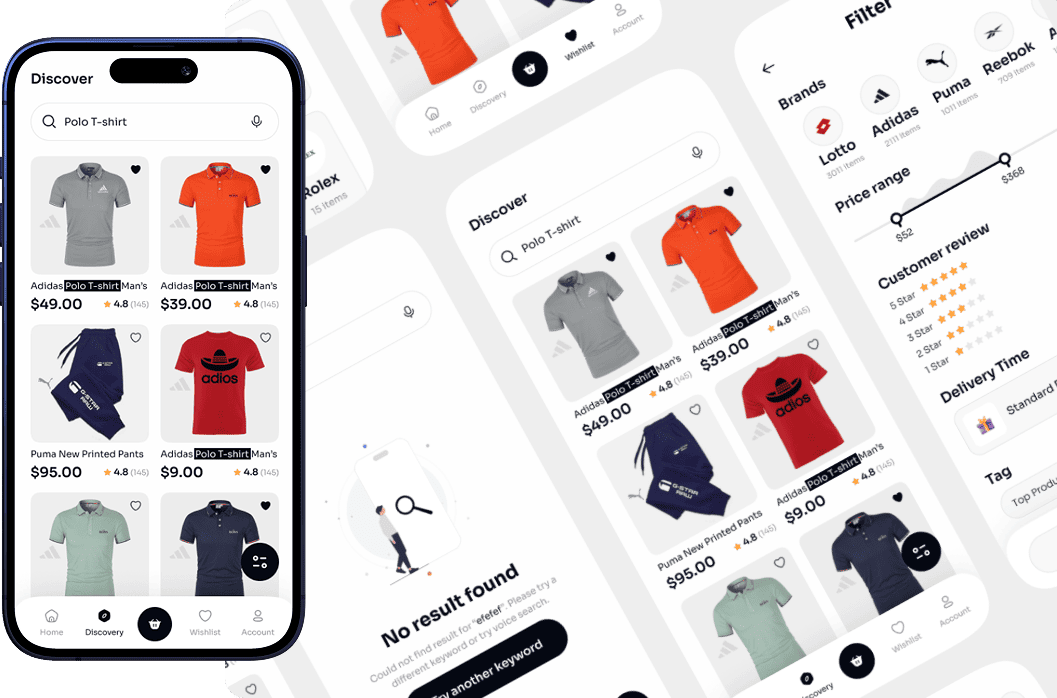 Discover
Polo T-shirt
Adidas Polo T-shirt Man's
$49.00 4.8 (145)
Adidas Polo T-shirt Man's
$39.00 4.8 (145)
G-STAR
RAW
adios
Puma New Printed Pants
$95.00 4.8 (145)
Adidas Polo T-shirt Man's
$9.00 4.8 (145)
Home
Discovery
Wishlist
Account
Home
Discovery
Wishlist
Account
Rolex
15 Items
No result found
Could not find result for "efefef". Please try a
different keyword or try voice search.
Try another keyword
Discover
Polo T-shirt
Adidas Polo T-shirt Man's
$49.00 4.8 (145)
Adidas Polo T-shirt Man's
$39.00 4.8 (145)
G-STAR
RAW
adios
Puma New Printed Pants
$95.00 4.8 (145)
Adidas Polo T-shirt Man's
$9.00 4.8 (145)
Wishlist
Account
Filter
Brands
Lotto
3011 Items
Adidas
2111 Items
Puma
1011 Items
Reebok
709 Items
Price range
$52
$368
Customer review
5 Star
4 Star
3 Star
2 Star
1 Star
Delivery Time
Standard
Tag
Top Produ